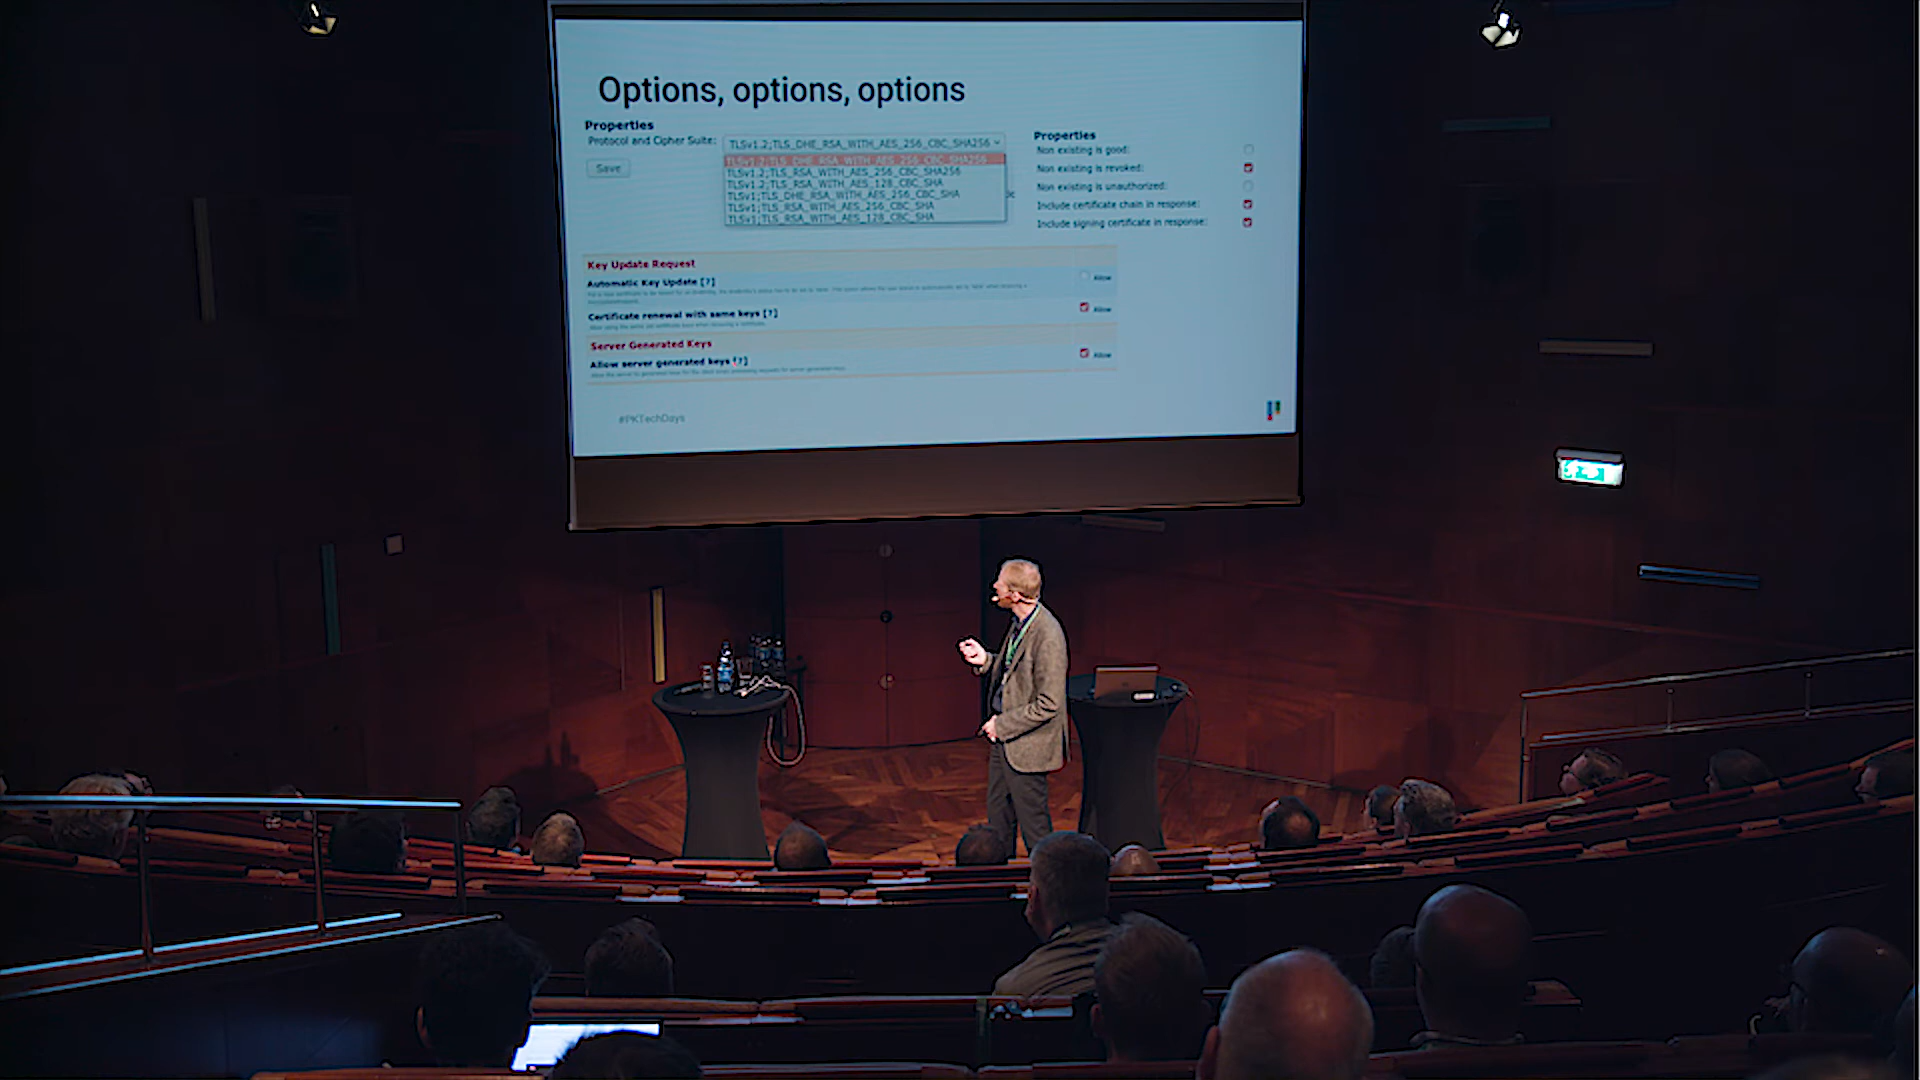 Options, options, options
Properties
Protocol and Cipher Suite:
TLSv1.2;TLS_DHE_RSA_WITH_AES_256_CBC_SHA256
TLSv1.2;TLS_DHE_RSA_WITH_AES_256_CBC_SHA256
TLSv1.2;TLS_RSA_WITH_AES_256_CBC_SHA256
TLSv1.2;TLS_RSA_WITH_AES_128_CBC_SHA
TLSv1;TLS_DHE_RSA_WITH_AES_256_CBC_SHA
TLSv1;TLS_RSA_WITH_AES_256_CBC_SHA
TLSv1;TLS_RSA_WITH_AES_128_CBC_SHA
Save
Properties
Non existing is good:
Non existing is revoked:
Non existing is unauthorized:
Include certificate chain in response:
Include signing certificate in response:
Key Update Request
Automatic Key Update [?]
Allow
Certificate renewal with same keys [?]
Allow
Server Generated Keys
Allow server generated keys [?]
Allow
#PKTechDays